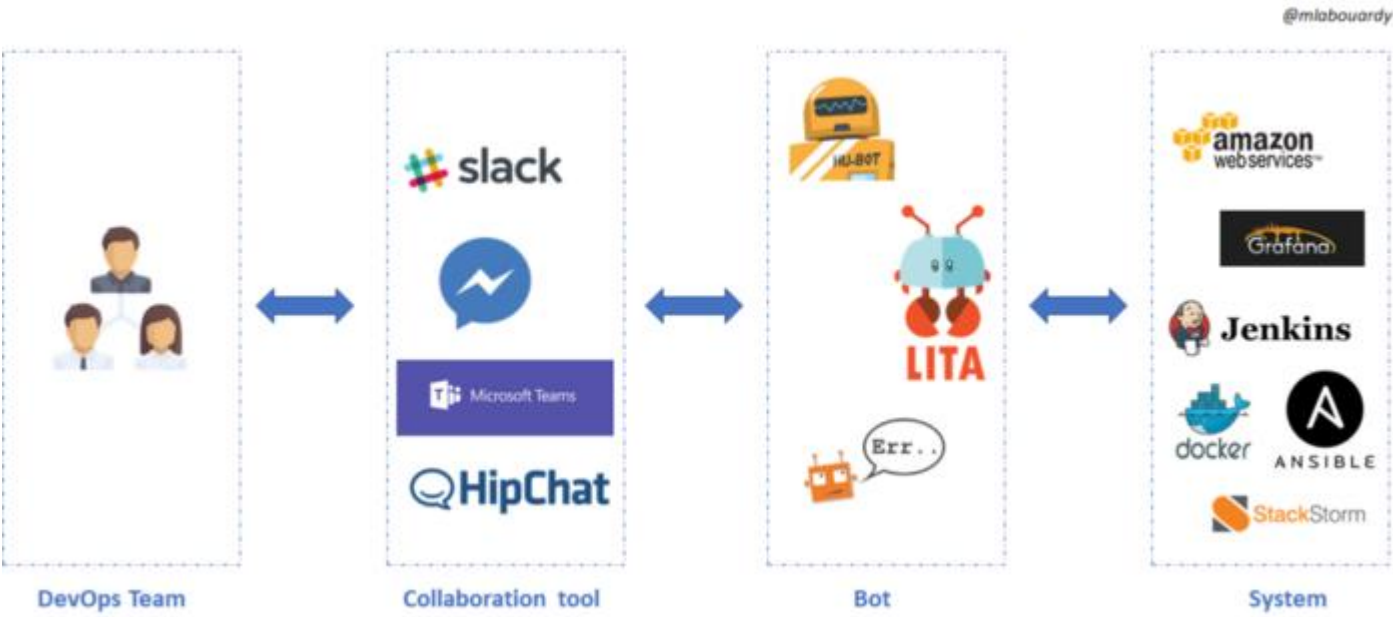 @mlabouardy
slack
Microsoft Teams
HipChat
HU-BOT
LITA
Err..
amazon
webservices™
Grafana
Jenkins
docker
ANSIBLE
StackStorm
DevOps Team
Collaboration tool
Bot
System